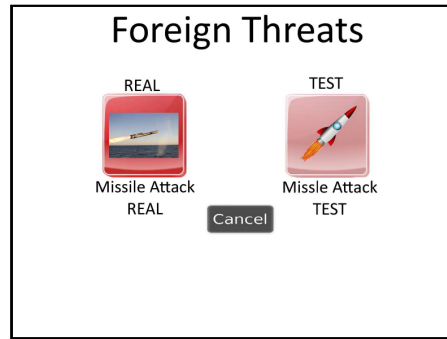 Foreign Threats
REAL
TEST
Missile Attack
Missle Attack
REAL
TEST
Cancel